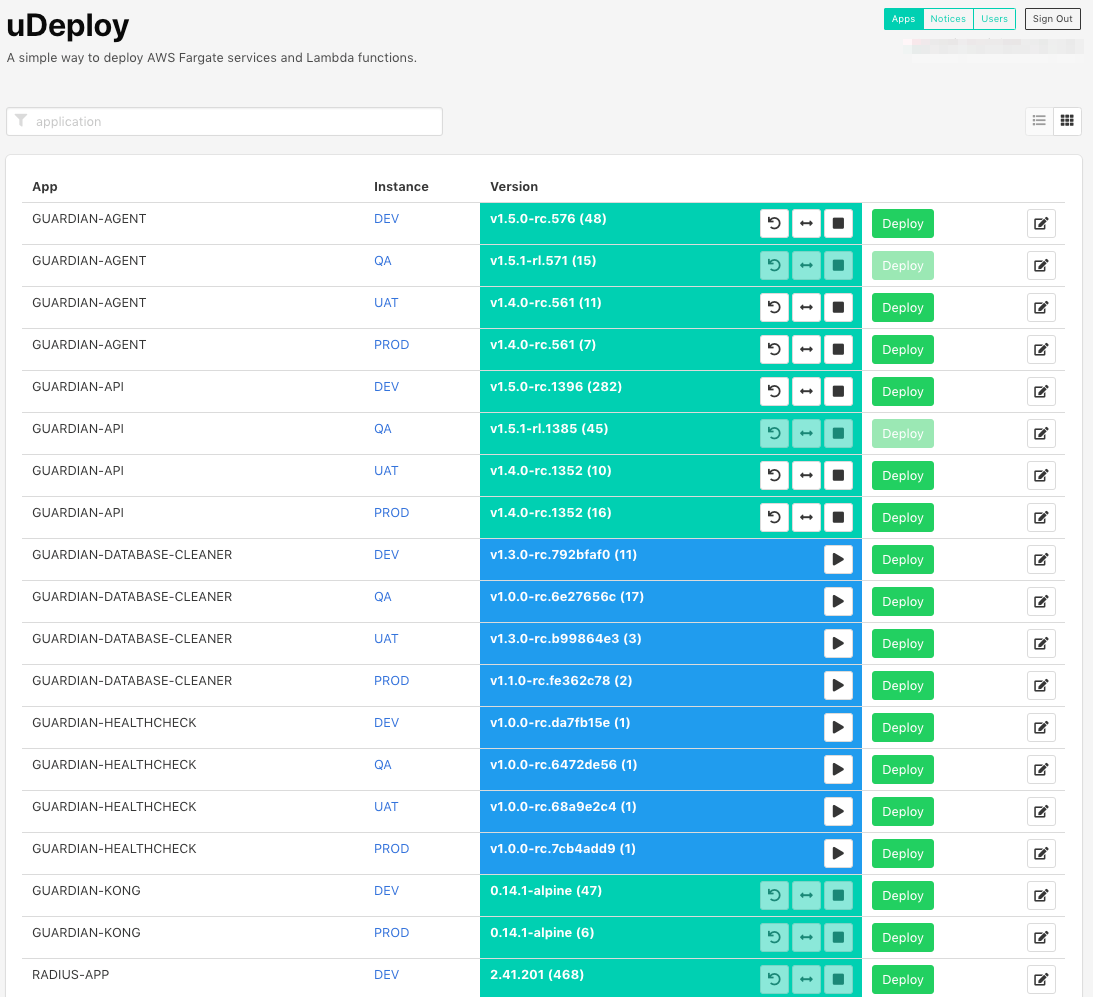 uDeploy
Apps Notices Users Sign Out
A simple way to deploy AWS Fargate services and Lambda functions.
application
App Instance Version
GUARDIAN-AGENT DEV v1.5.0-rc.576 (48) Deploy
GUARDIAN-AGENT QA v1.5.1-rl.571 (15) Deploy
GUARDIAN-AGENT UAT v1.4.0-rc.561 (11) Deploy
GUARDIAN-AGENT PROD v1.4.0-rc.561 (7) Deploy
GUARDIAN-API DEV v1.5.0-rc.1396 (282) Deploy
GUARDIAN-API QA v1.5.1-rl.1385 (45) Deploy
GUARDIAN-API UAT v1.4.0-rc.1352 (10) Deploy
GUARDIAN-API PROD v1.4.0-rc.1352 (16) Deploy
GUARDIAN-DATABASE-CLEANER DEV v1.3.0-rc.792bfaf0 (11) Deploy
GUARDIAN-DATABASE-CLEANER QA v1.0.0-rc.6e27656c (17) Deploy
GUARDIAN-DATABASE-CLEANER UAT v1.3.0-rc.b99864e3 (3) Deploy
GUARDIAN-DATABASE-CLEANER PROD v1.1.0-rc.fe362c78 (2) Deploy
GUARDIAN-HEALTHCHECK DEV v1.0.0-rc.da7fb15e (1) Deploy
GUARDIAN-HEALTHCHECK QA v1.0.0-rc.6472de56 (1) Deploy
GUARDIAN-HEALTHCHECK UAT v1.0.0-rc.68a9e2c4 (1) Deploy
GUARDIAN-HEALTHCHECK PROD v1.0.0-rc.7cb4add9 (1) Deploy
GUARDIAN-KONG DEV 0.14.1-alpine (47) Deploy
GUARDIAN-KONG PROD 0.14.1-alpine (6) Deploy
RADIUS-APP DEV 2.41.201 (468) Deploy